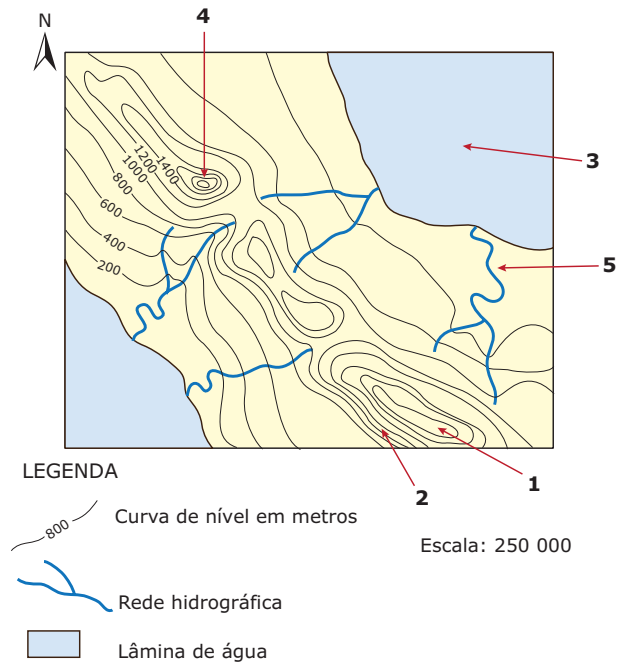 4
N
3
5
1400
1200
1000
800
600
400
200
1
2
LEGENDA
800
Curva de nível em metros
Escala: 250 000
Rede hidrográfica
Lâmina de água